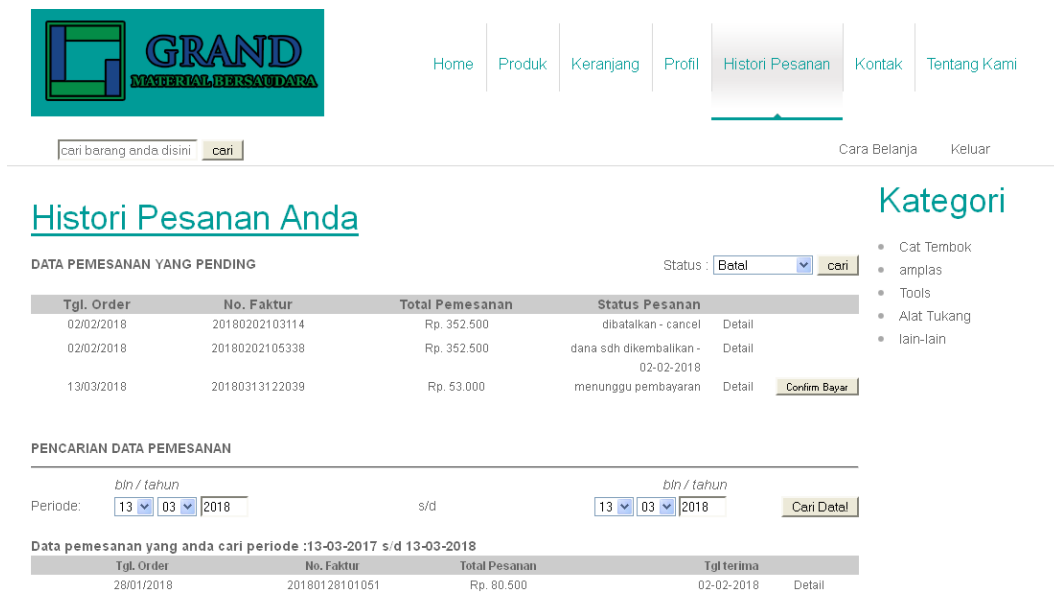 GRAND
MATERIAL BERSAUDARA
Home Produk Keranjang Profil Histori Pesanan Kontak Tentang Kami
cari barang anda disini cari
Cara Belanja Keluar
Histori Pesanan Anda
DATA PEMESANAN YANG PENDING
Status : Batal cari
Tgl. Order No. Faktur Total Pemesanan Status Pesanan
02/02/2018 20180202103114 Rp. 352.500 dibatalkan - cancel Detail
02/02/2018 20180202105338 Rp. 352.500 dana sdh dikembalikan - Detail
02-02-2018
13/03/2018 20180313122039 Rp. 53.000 menunggu pembayaran Detail Confirm Bayar
PENCARIAN DATA PEMESANAN
bln / tahun bln / tahun
Periode: 13 03 2018 s/d 13 03 2018 Cari Data!
Data pemesanan yang anda cari periode :13-03-2017 s/d 13-03-2018
Tgl. Order No. Faktur Total Pesanan Tgl terima
28/01/2018 20180128101051 Rp. 80.500 02-02-2018 Detail
Kategori
Cat Tembok
amplas
Tools
Alat Tukang
lain-lain